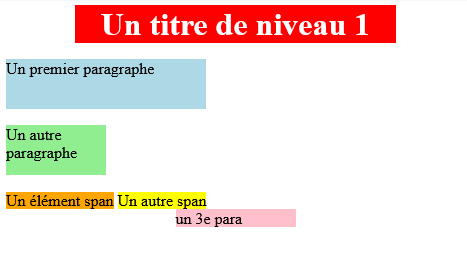 Un titre de niveau 1
Un premier paragraphe
Un autre
paragraphe
Un élément span Un autre span
un 3e para